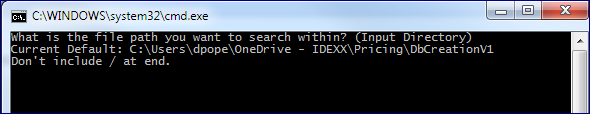 C:\WINDOWS\system32\cmd.exe
What is the file path you want to search within? (Input Directory)
Current Default: C:\Users\dpope\OneDrive - IDEXX\Pricing\DbCreationV1
Don't include / at end.